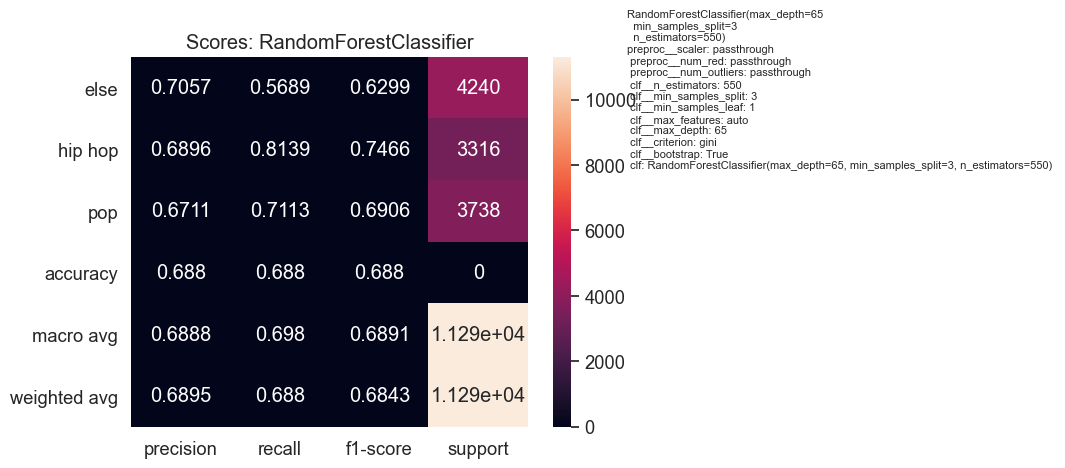 RandomForestClassifier(max_depth=65
min_samples_split=3
n_estimators=550)
preproc__scaler: passthrough
preproc__num_red: passthrough
preproc__num_outliers: passthrough
clf__n_estimators: 550
clf__min_samples_split: 3
clf__min_samples_leaf: 1
clf__max_features: auto
clf__max_depth: 65
clf__criterion: gini
clf__bootstrap: True
clf: RandomForestClassifier(max_depth=65, min_samples_split=3, n_estimators=550)
Scores: RandomForestClassifier
else 0.7057 0.5689 0.6299 4240
hip hop 0.6896 0.8139 0.7466 3316
pop 0.6711 0.7113 0.6906 3738
accuracy 0.688 0.688 0.688 0
macro avg 0.6888 0.698 0.6891 1.129e+04
weighted avg 0.6895 0.688 0.6843 1.129e+04
precision recall f1-score support
10000
8000
6000
4000
2000
0